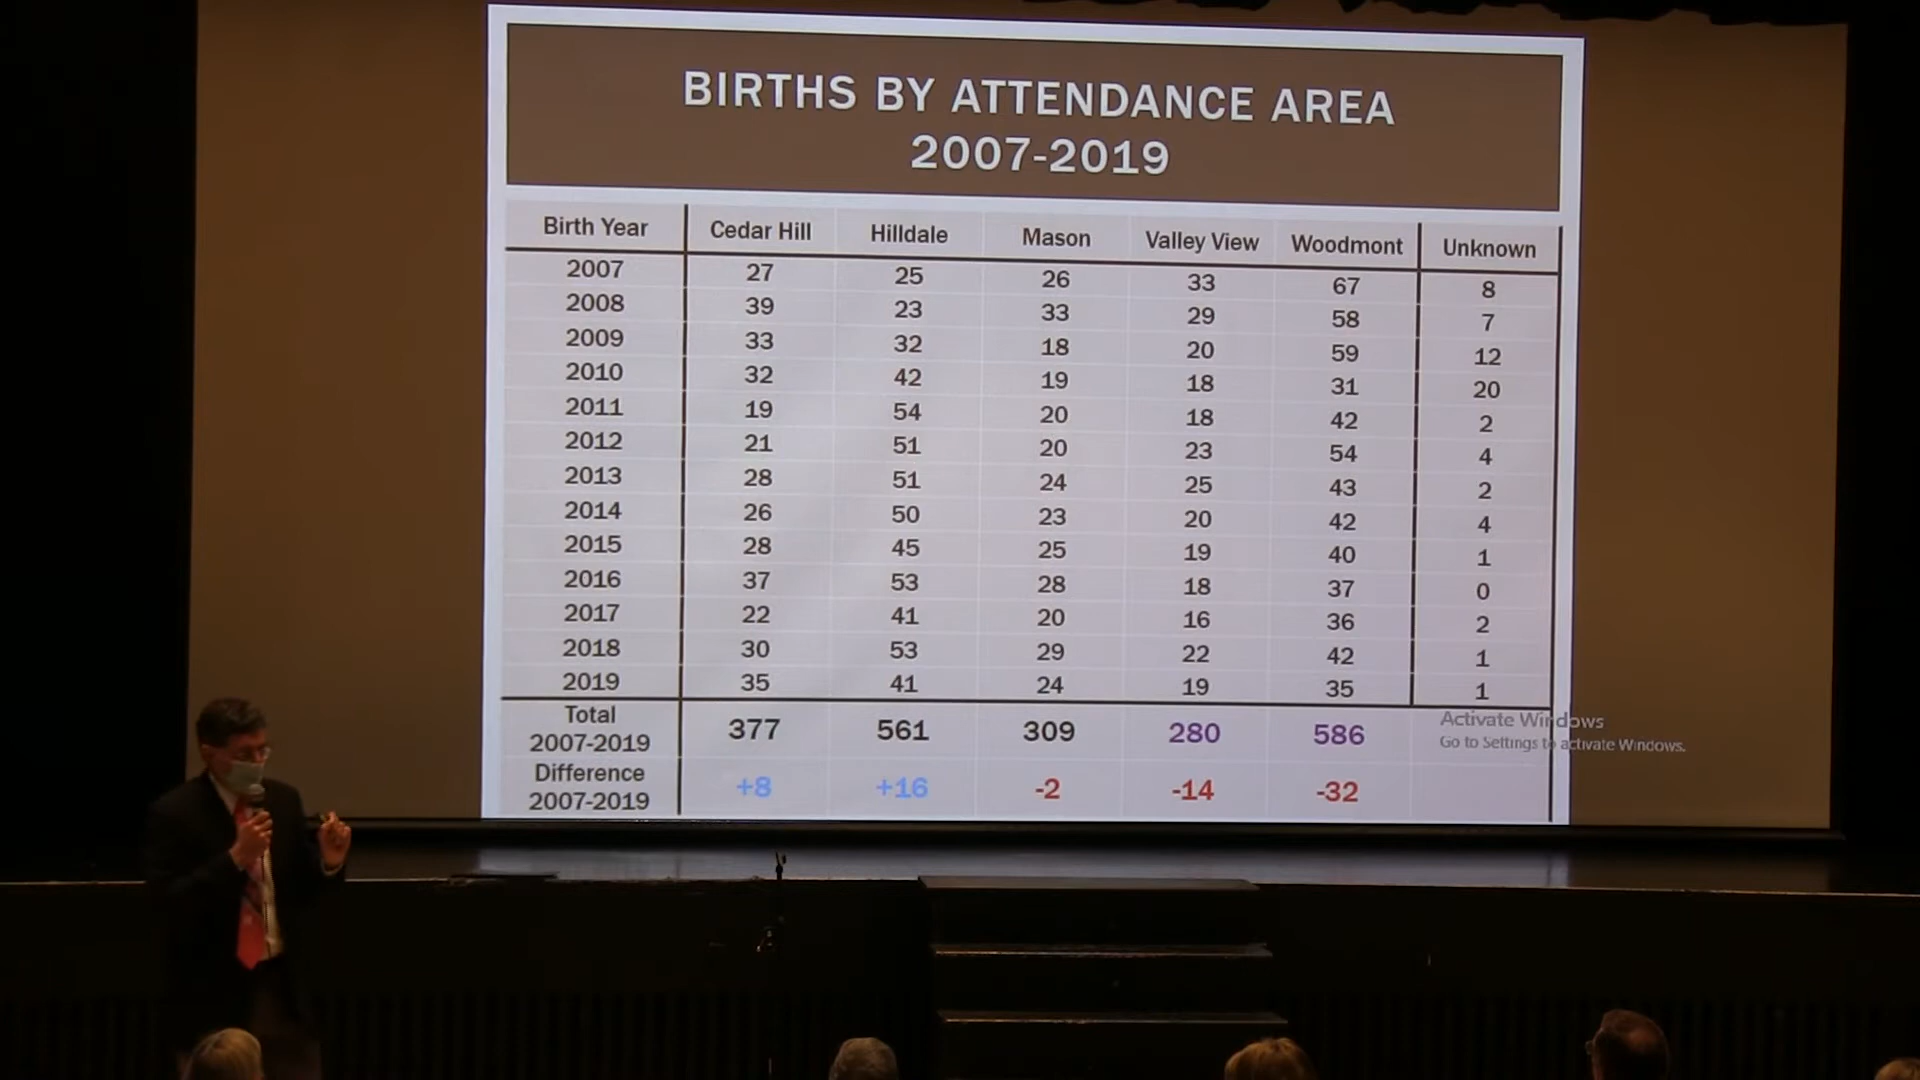 BIRTHS BY ATTENDANCE AREA
2007-2019
Birth Year Cedar Hill Hilldale Mason Valley View Woodmont Unknown
2007 27 25 26 33 67 8
2008 39 23 33 29 58 7
2009 33 32 18 20 59 12
2010 32 42 19 18 31 20
2011 19 54 20 18 42 2
2012 21 51 20 23 54 4
2013 28 51 24 25 43 2
2014 26 50 23 20 42 4
2015 28 45 25 19 40 1
2016 37 53 28 18 37 0
2017 22 41 20 16 36 2
2018 30 53 29 22 42 1
2019 35 41 24 19 35 1
Total
2007-2019 377 561 309 280 586
Difference
2007-2019 +8 +16 -2 -14 -32
Activate Windows
Go to Settings to activate Windows.